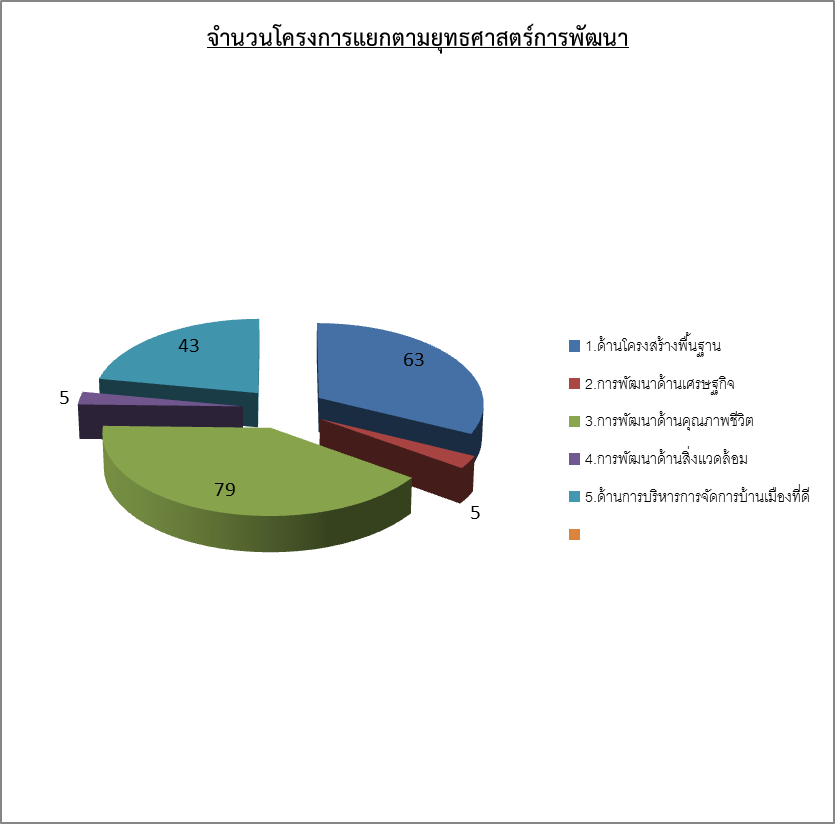 จำนวนโครงการแยกตามยุทธศาสตร์การพัฒนา
43
63
5
79
5
1.ด้านโครงสร้างพื้นฐาน
2.การพัฒนาด้านเศรษฐกิจ
3.การพัฒนาด้านคุณภาพชีวิต
4.การพัฒนาด้านสิ่งแวดล้อม
5.ด้านการบริหารการจัดการบ้านเมืองที่ดี